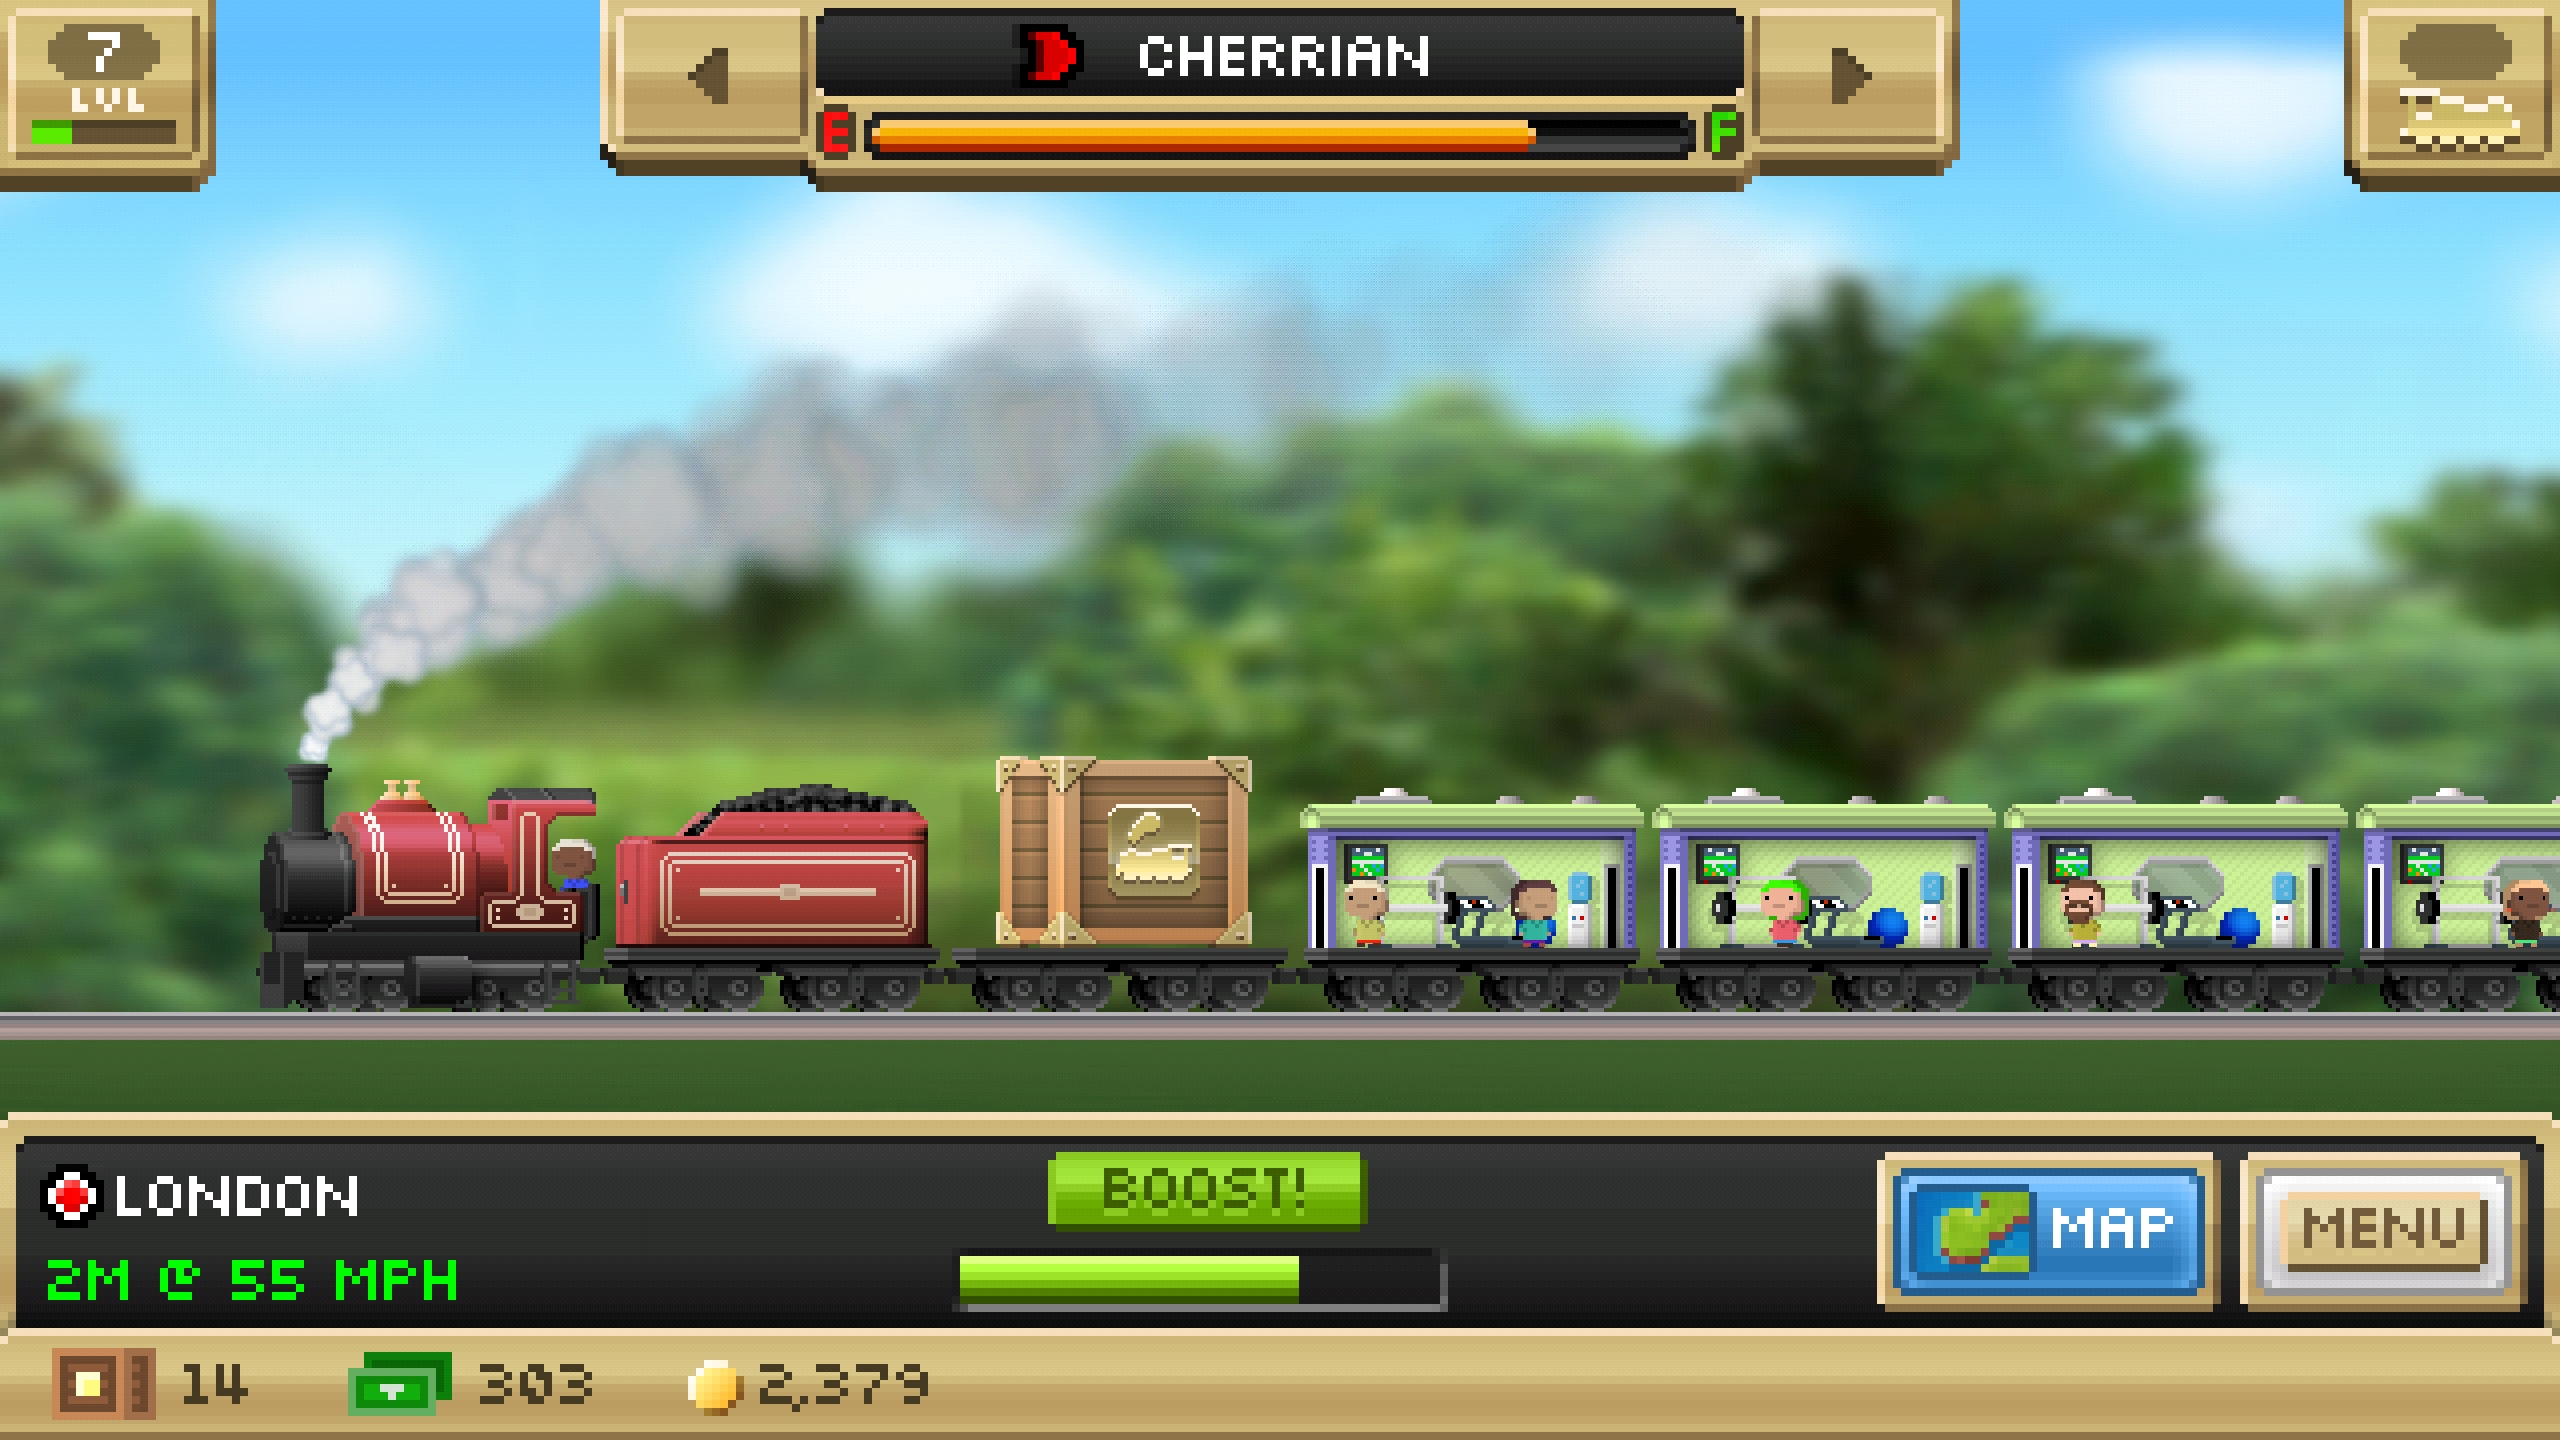 7
LVL
CHERRIAN
E F
LONDON
2M @ 55 MPH
BOOST!
MAP
MENU
14
303
2,379